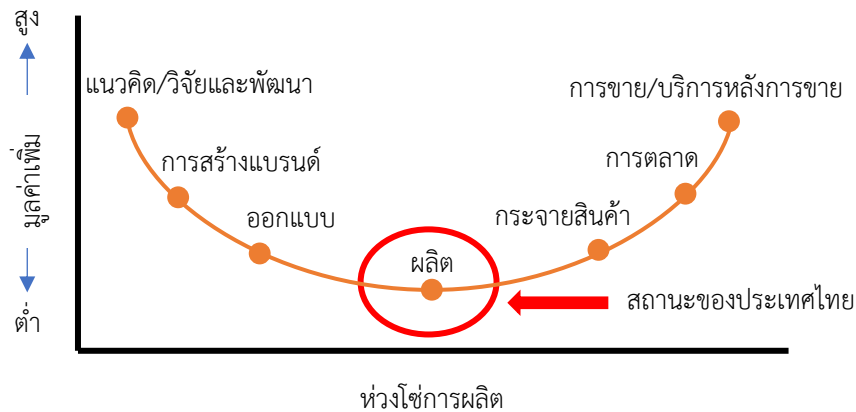 สูง
แนวคิด/วิจัยและพัฒนา
การขาย/บริการหลังการขาย
การสร้างแบรนด์
การตลาด
มูลค่าเพิ่ม
ออกแบบ
กระจายสินค้า
ผลิต
สถานะของประเทศไทย
ต่ำ
ห่วงโซ่การผลิต